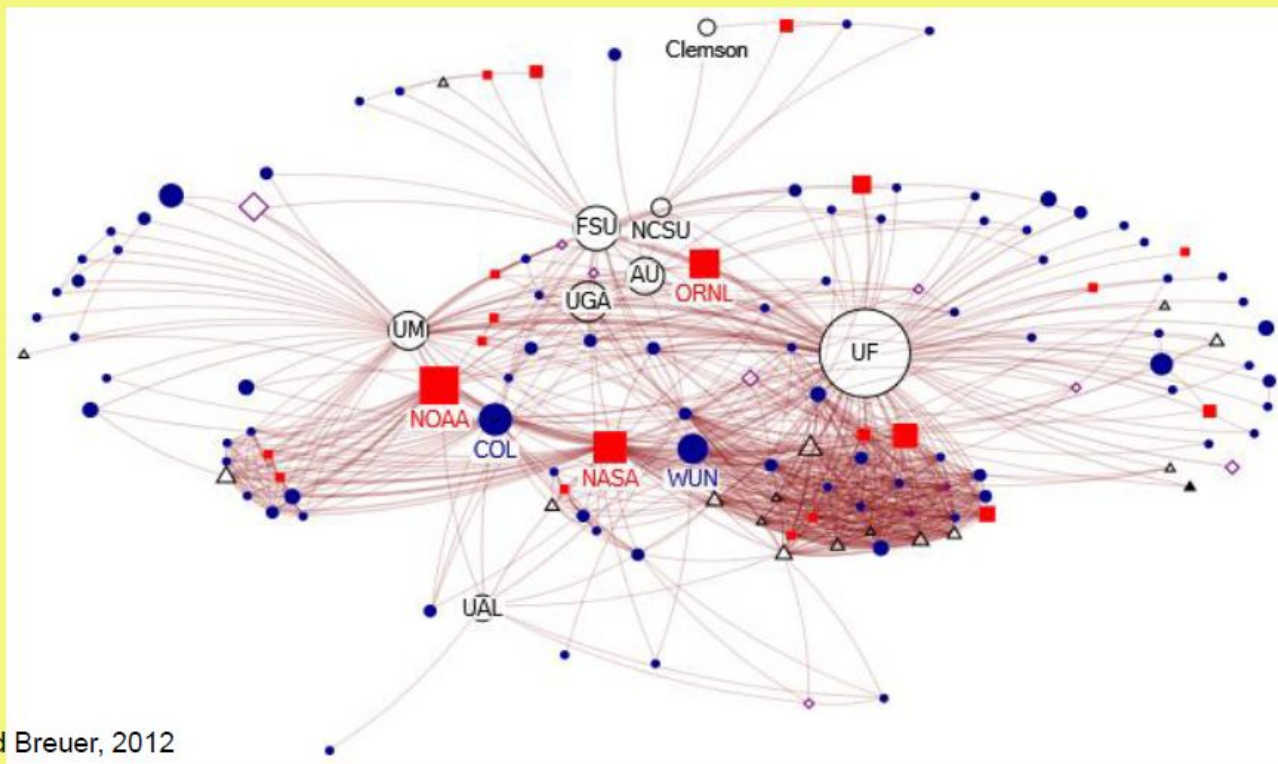 Clemson
FSU
NCSU
AU
ORNL
UGA
UM
UF
NOAA
COL
NASA
WUN
UAL
Breuer, 2012